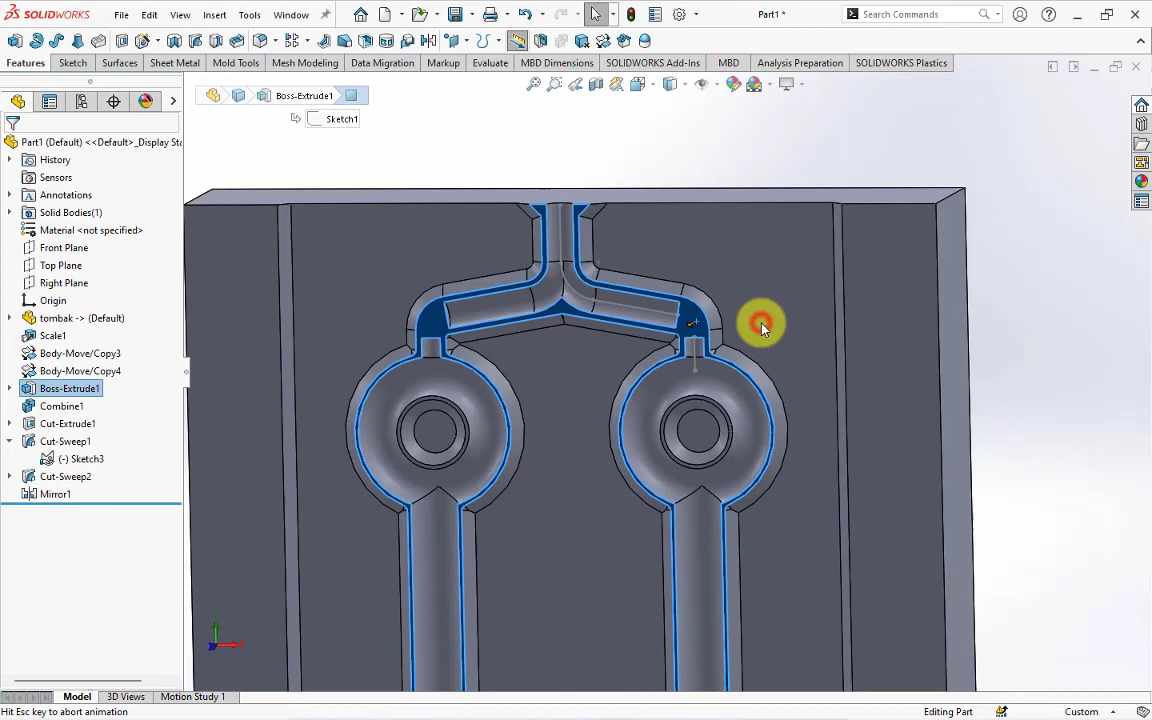 SOLIDWORKS
File
Edit
View
Insert
Tools
Window
Part1 *
Search Commands
Features
Sketch
Surfaces
Sheet Metal
Mold Tools
Mesh Modeling
Data Migration
Markup
Evaluate
MBD Dimensions
SOLIDWORKS Add-Ins
MBD
Analysis Preparation
SOLIDWORKS Plastics
Boss-Extrude1
Sketch1
Part1 (Default) <<Default>_Display Sta
History
Sensors
Annotations
Solid Bodies(1)
Material <not specified>
Front Plane
Top Plane
Right Plane
Origin
tombak -> (Default)
Scale1
Body-Move/Copy3
Body-Move/Copy4
Boss-Extrude1
Combine1
Cut-Extrude1
Cut-Sweep1
(-) Sketch3
Cut-Sweep2
Mirror1
Model
3D Views
Motion Study 1
Hit Esc key to abort animation
Editing Part
Custom